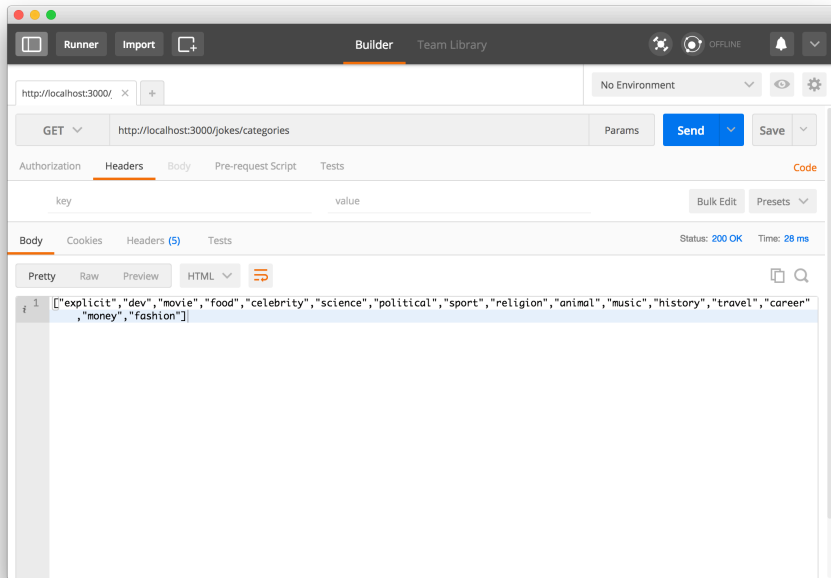 Runner Import Builder Team Library OFFLINE
http://localhost:3000/ No Environment
GET http://localhost:3000/jokes/categories Params Send Save
Authorization Headers Body Pre-request Script Tests Code
key value Bulk Edit Presets
Body Cookies Headers (5) Tests Status: 200 OK Time: 28 ms
Pretty Raw Preview HTML
i 1 ["explicit","dev","movie","food","celebrity","science","political","sport","religion","animal","music","history","travel","career"
,"money","fashion"]